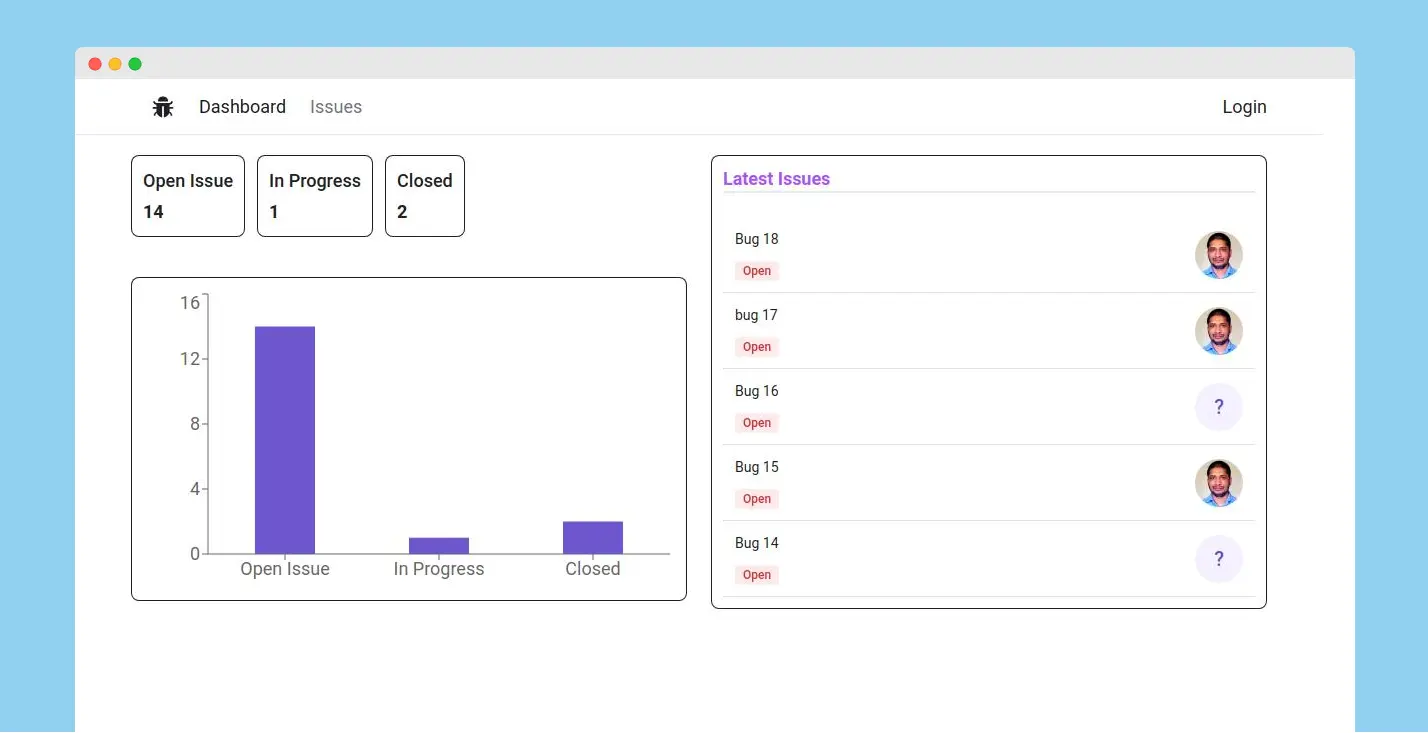 Dashboard Issues Login
Open Issue In Progress Closed
14 1 2
16
12
8
4
0
Open Issue In Progress Closed
Latest Issues
Bug 18
Open
bug 17
Open
Bug 16
Open
?
Bug 15
Open
Bug 14
Open
?